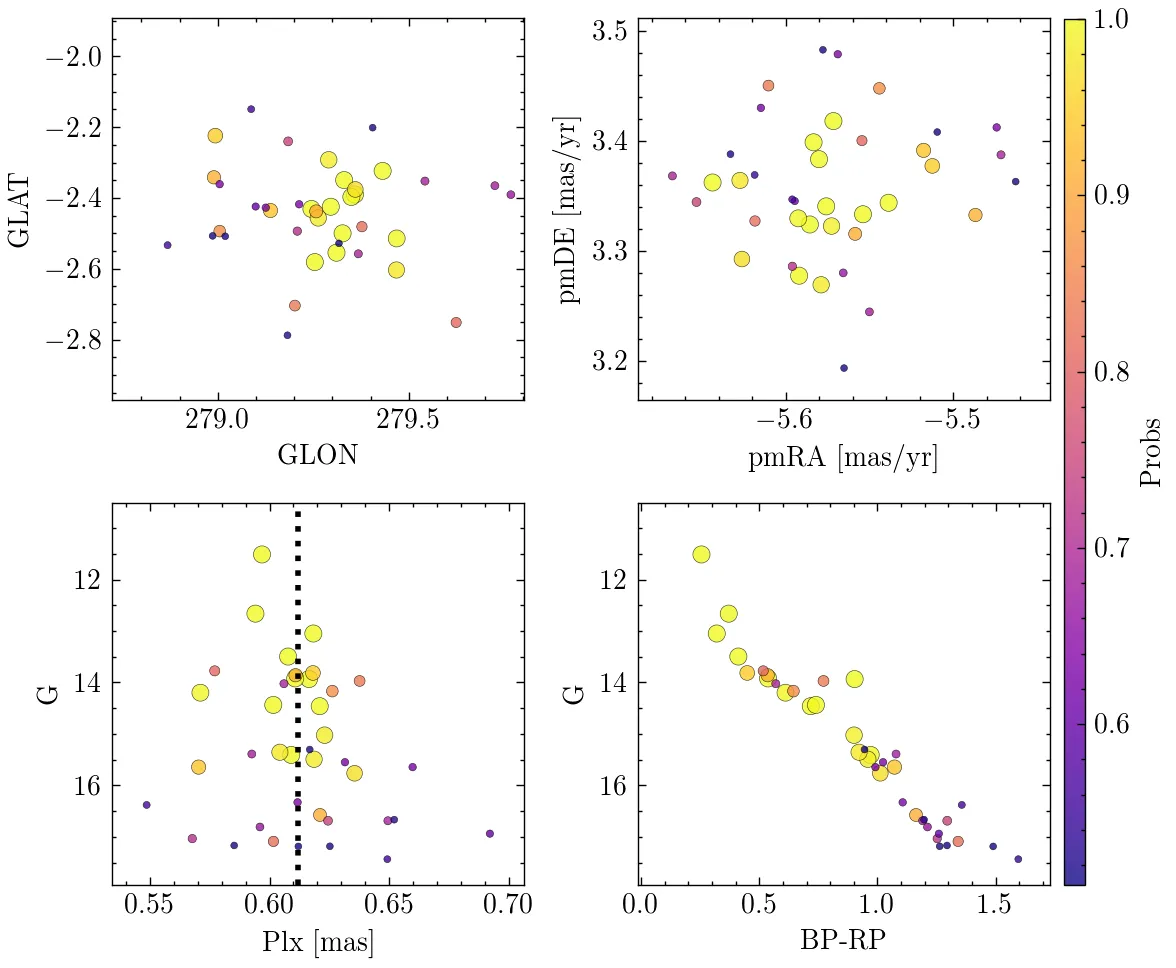 −2.0
−2.2
−2.4
−2.6
−2.8
GLAT
279.0 279.5
GLON
3.5
3.4
3.3
3.2
pmDE [mas/yr]
−5.6 −5.5
pmRA [mas/yr]
12
14
16
G
0.55 0.60 0.65 0.70
Plx [mas]
12
14
16
G
0.0 0.5 1.0 1.5
BP-RP
1.0
0.9
0.8
0.7
0.6
Probs